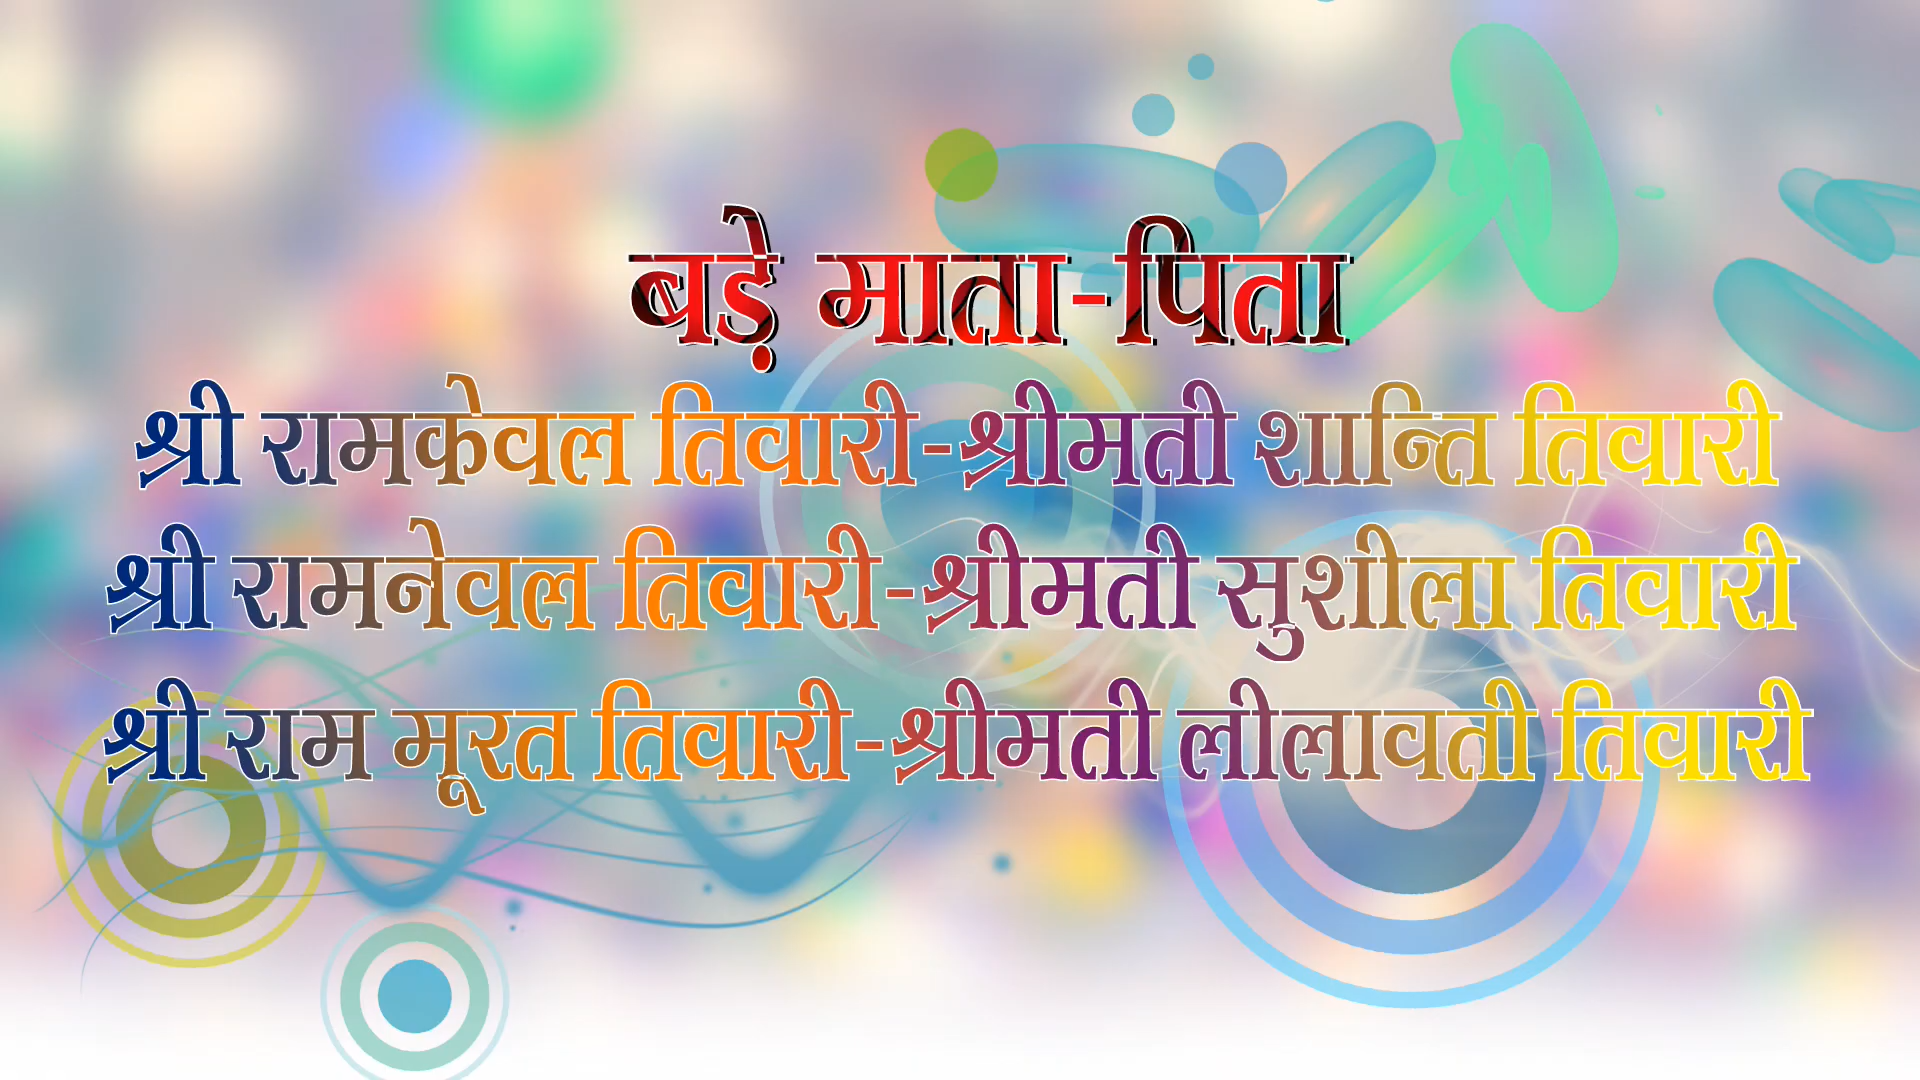 बड़े माता-पिता
श्री रामकेवल तिवारी-श्रीमती शान्ति तिवारी
श्री रामनेवल तिवारी-श्रीमती सुशीला तिवारी
श्री राम मूरत तिवारी-श्रीमती लीलावती तिवारी